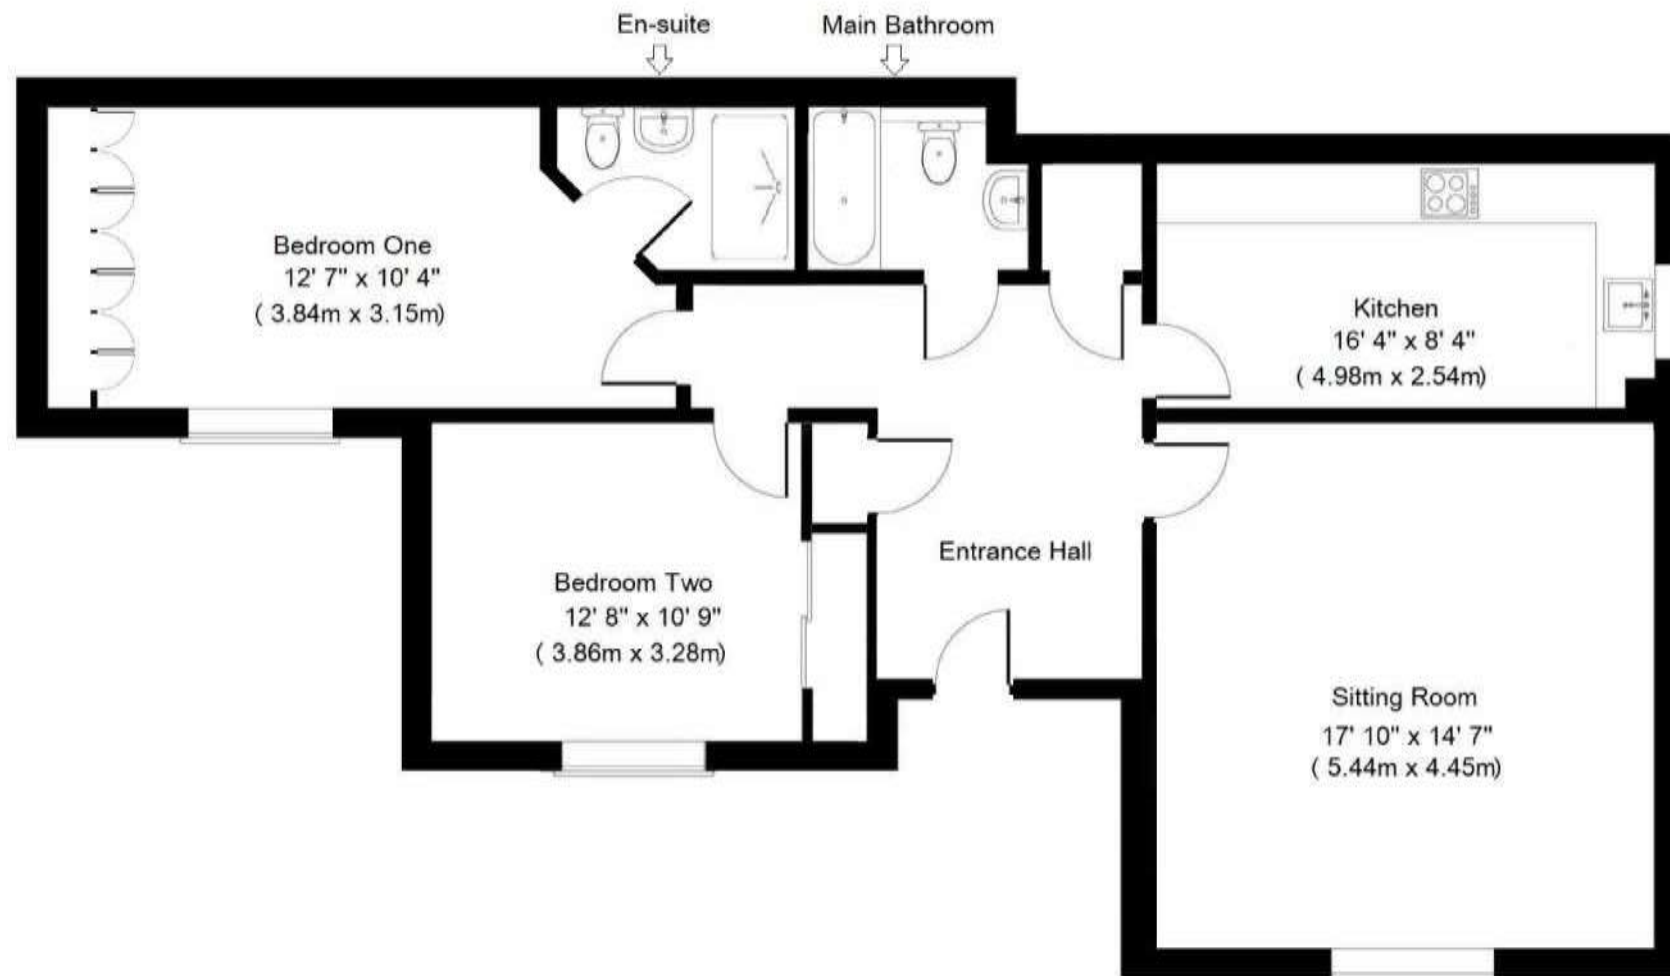 En-suite
Main Bathroom
Bedroom One
12' 7" x 10' 4"
( 3.84m x 3.15m)
Kitchen
16' 4" x 8' 4"
( 4.98m x 2.54m)
Entrance Hall
Bedroom Two
12' 8" x 10' 9"
( 3.86m x 3.28m)
Sitting Room
17' 10" x 14' 7"
( 5.44m x 4.45m)